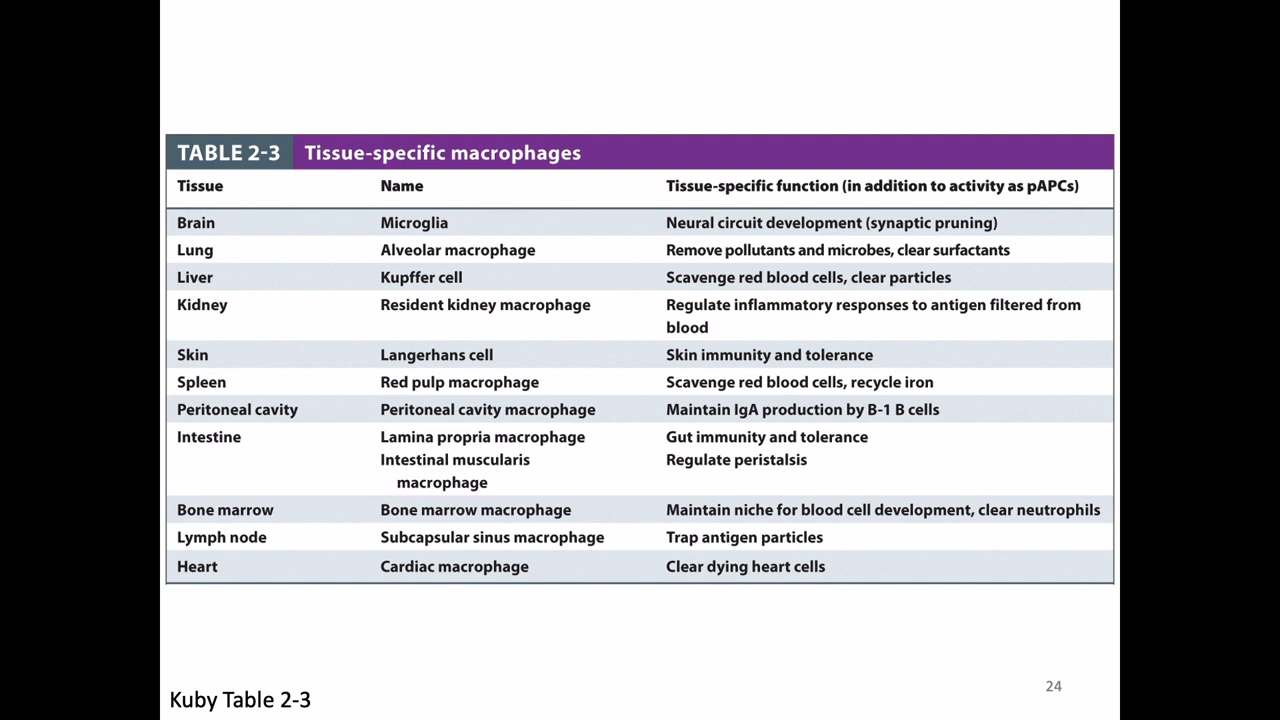 TABLE 2-3 Tissue-specific macrophages
Tissue Name Tissue-specific function (in addition to activity as pAPCs)
Brain Microglia Neural circuit development (synaptic pruning)
Lung Alveolar macrophage Remove pollutants and microbes, clear surfactants
Liver Kupffer cell Scavenge red blood cells, clear particles
Kidney Resident kidney macrophage Regulate inflammatory responses to antigen filtered from
blood
Skin Langerhans cell Skin immunity and tolerance
Spleen Red pulp macrophage Scavenge red blood cells, recycle iron
Peritoneal cavity Peritoneal cavity macrophage Maintain IgA production by B-1 B cells
Intestine Lamina propria macrophage Gut immunity and tolerance
Intestinal muscularis Regulate peristalsis
macrophage
Bone marrow Bone marrow macrophage Maintain niche for blood cell development, clear neutrophils
Lymph node Subcapsular sinus macrophage Trap antigen particles
Heart Cardiac macrophage Clear dying heart cells
24
Kuby Table 2-3